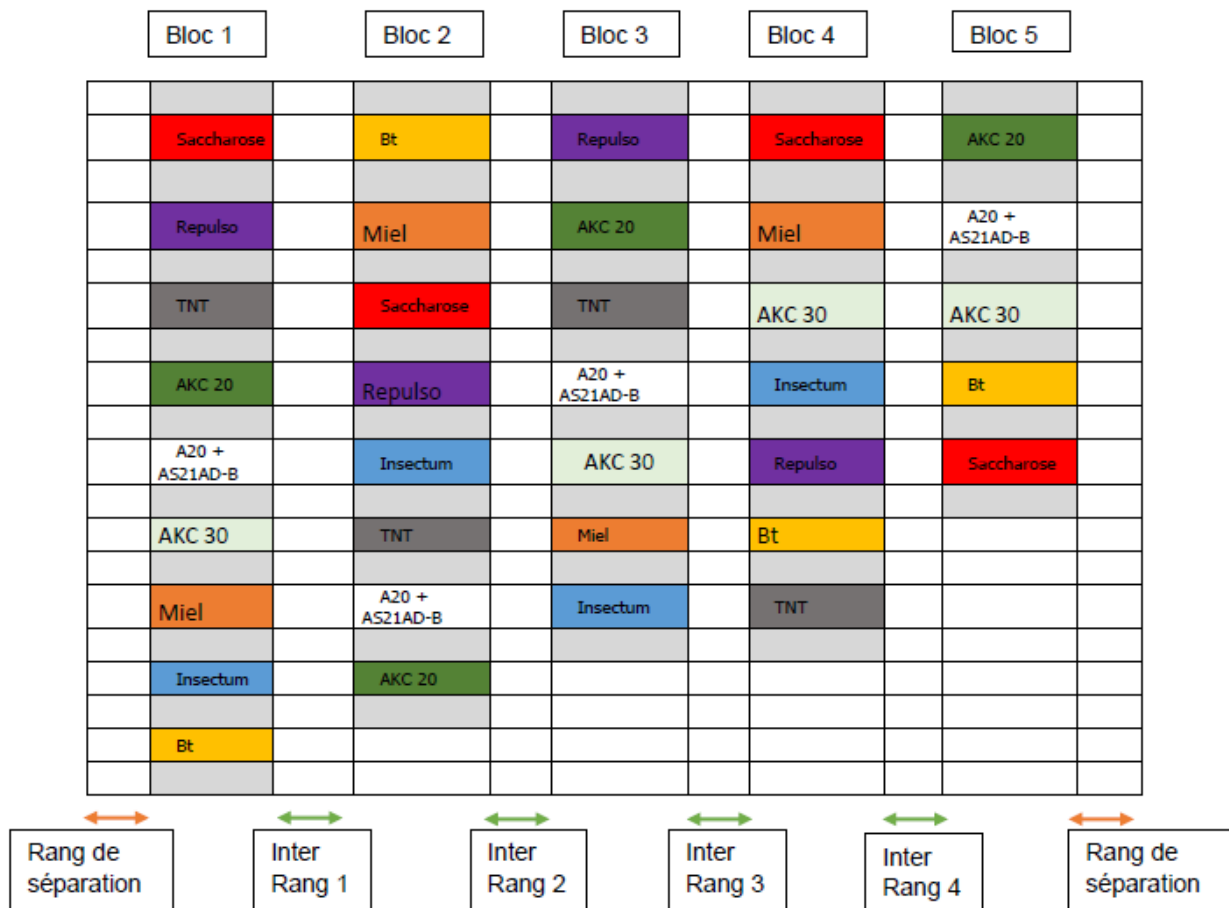 Bloc 1
Bloc 2
Bloc 3
Bloc 4
Bloc 5
Saccharose
Bt
Repulso
Saccharose
AKC 20
Repulso
Miel
AKC 20
Miel
A20 +
AS21AD-B
TNT
Saccharose
TNT
AKC 30
AKC 30
AKC 20
Repulso
A20 +
AS21AD-B
Insectum
Bt
A20 +
AS21AD-B
Insectum
AKC 30
Repulso
Saccharose
AKC 30
TNT
Miel
Bt
Miel
A20 +
AS21AD-B
Insectum
TNT
Insectum
AKC 20
Bt
Rang de
séparation
Inter
Rang 1
Inter
Rang 2
Inter
Rang 3
Inter
Rang 4
Rang de
séparation